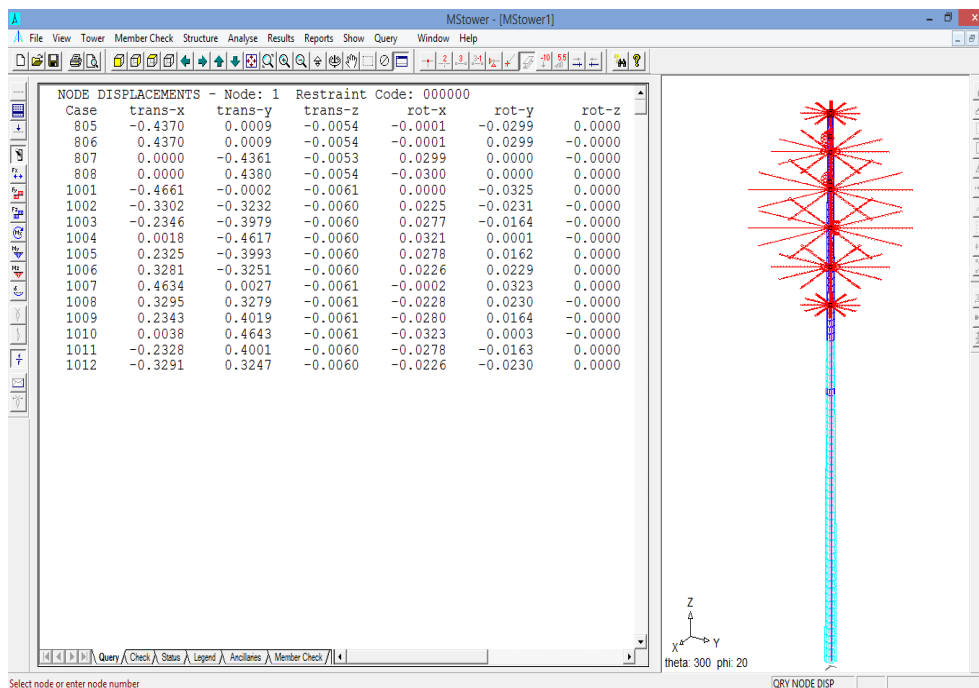 MStower - [MStower1]
File View Tower Member Check Structure Analyse Results Reports Show Query Window Help
NODE DISPLACEMENTS - Node: 1 Restraint Code: 000000
Case trans-x trans-y trans-z rot-x rot-y rot-z
805 -0.4370 0.0009 -0.0054 -0.0001 -0.0299 0.0000
806 0.4370 0.0009 -0.0054 -0.0001 0.0299 -0.0000
807 0.0000 -0.4361 -0.0053 0.0299 0.0000 -0.0000
808 0.0000 0.4380 -0.0054 -0.0300 0.0000 0.0000
1001 -0.4661 -0.0002 -0.0061 0.0000 -0.0325 0.0000
1002 -0.3302 -0.3232 -0.0060 0.0225 -0.0231 -0.0000
1003 -0.2346 -0.3979 -0.0060 0.0277 -0.0164 -0.0000
1004 0.0018 -0.4617 -0.0060 0.0321 0.0001 -0.0000
1005 0.2325 -0.3993 -0.0060 0.0278 0.0162 -0.0000
1006 0.3281 -0.3251 -0.0060 0.0226 0.0229 0.0000
1007 0.4634 0.0027 -0.0061 -0.0002 0.0323 0.0000
1008 0.3295 0.3279 -0.0061 -0.0228 0.0230 -0.0000
1009 0.2343 0.4019 -0.0061 -0.0280 0.0164 -0.0000
1010 0.0038 0.4643 -0.0061 -0.0323 0.0003 -0.0000
1011 -0.2328 0.4001 -0.0060 -0.0278 -0.0163 0.0000
1012 -0.3291 0.3247 -0.0060 -0.0226 -0.0230 0.0000
Z
X Y
theta: 300 phi: 20
Query Check Status Legend Ancillaries Member Check
Select node or enter node number
QRY NODE DISP